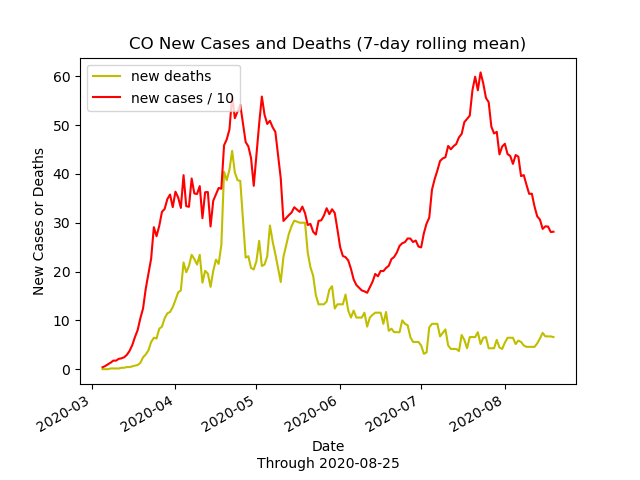 CO New Cases and Deaths (7-day rolling mean)
new deaths
new cases / 10
New Cases or Deaths
60
50
40
30
20
10
0
2020-03
2020-04
2020-05
2020-06
2020-07
2020-08
Date
Through 2020-08-25